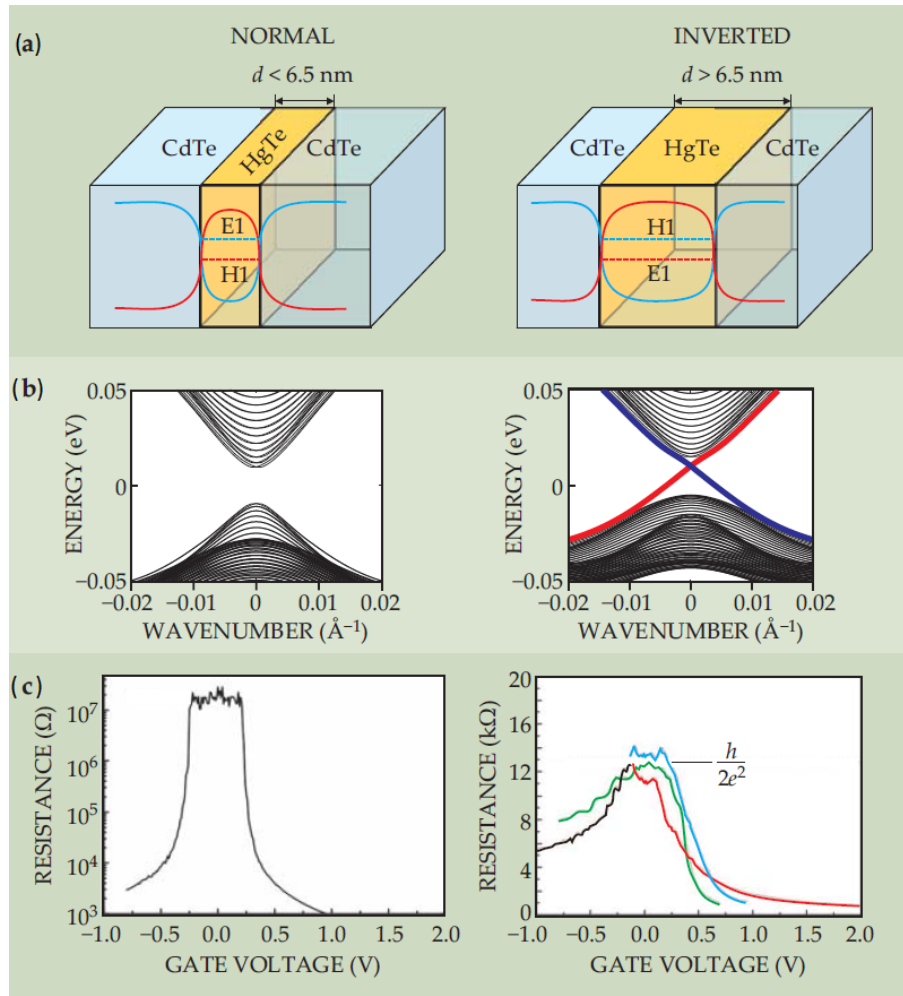 (a)
NORMAL
INVERTED
d < 6.5 nm
d > 6.5 nm
CdTe
HgTe
CdTe
CdTe
HgTe
CdTe
E1
H1
H1
E1
(b)
ENERGY (eV)
0.05
0
−0.05
−0.02 −0.01 0 0.01 0.02
WAVENUMBER (Å⁻¹)
ENERGY (eV)
0.05
0
−0.05
−0.02 −0.01 0 0.01 0.02
WAVENUMBER (Å⁻¹)
(c)
RESISTANCE (Ω)
10⁷
10⁶
10⁵
10⁴
10³
−1.0 −0.5 0.0 0.5 1.0 1.5 2.0
GATE VOLTAGE (V)
RESISTANCE (kΩ)
20
16
12
8
4
0
h
2e²
−1.0 −0.5 0.0 0.5 1.0 1.5 2.0
GATE VOLTAGE (V)